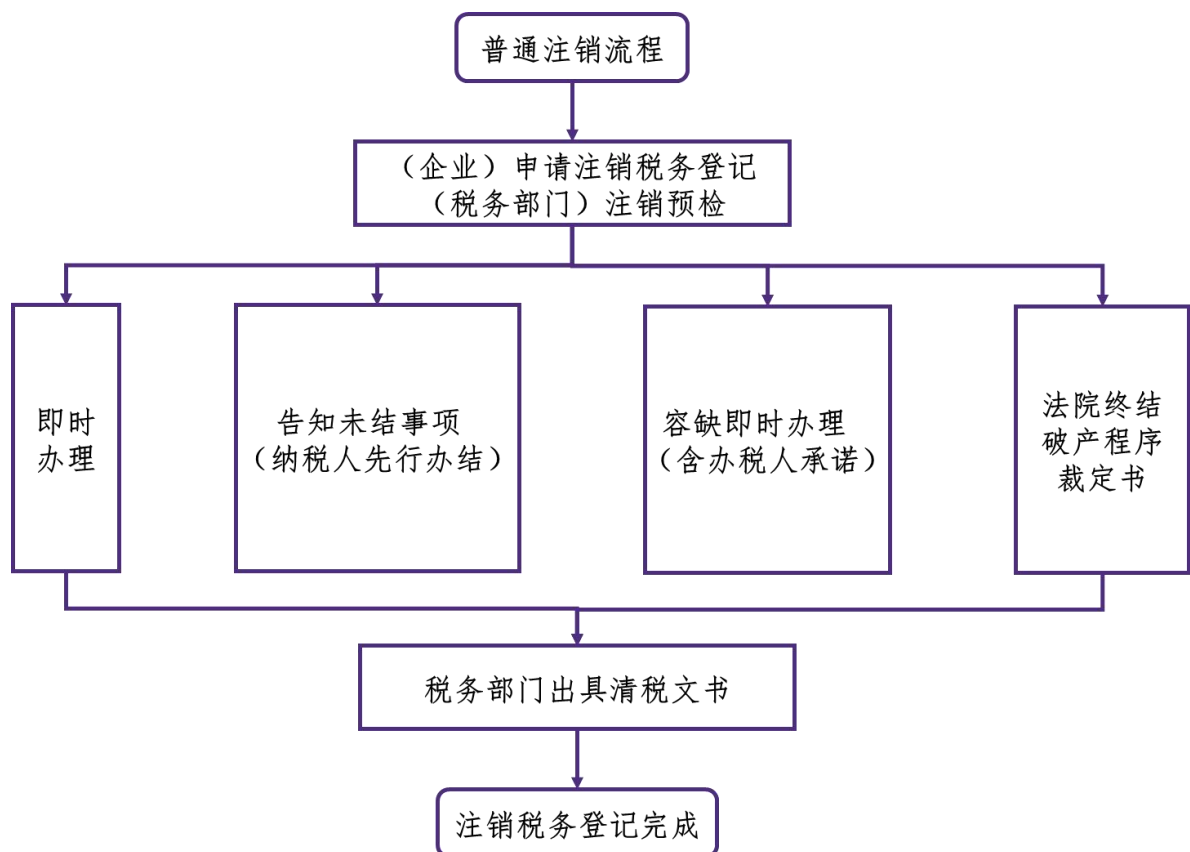 普通注销流程
（企业）申请注销税务登记
（税务部门）注销预检
即时
办理
告知未结事项
（纳税人先行办结）
容缺即时办理
（含办税人承诺）
法院终结
破产程序
裁定书
税务部门出具清税文书
注销税务登记完成